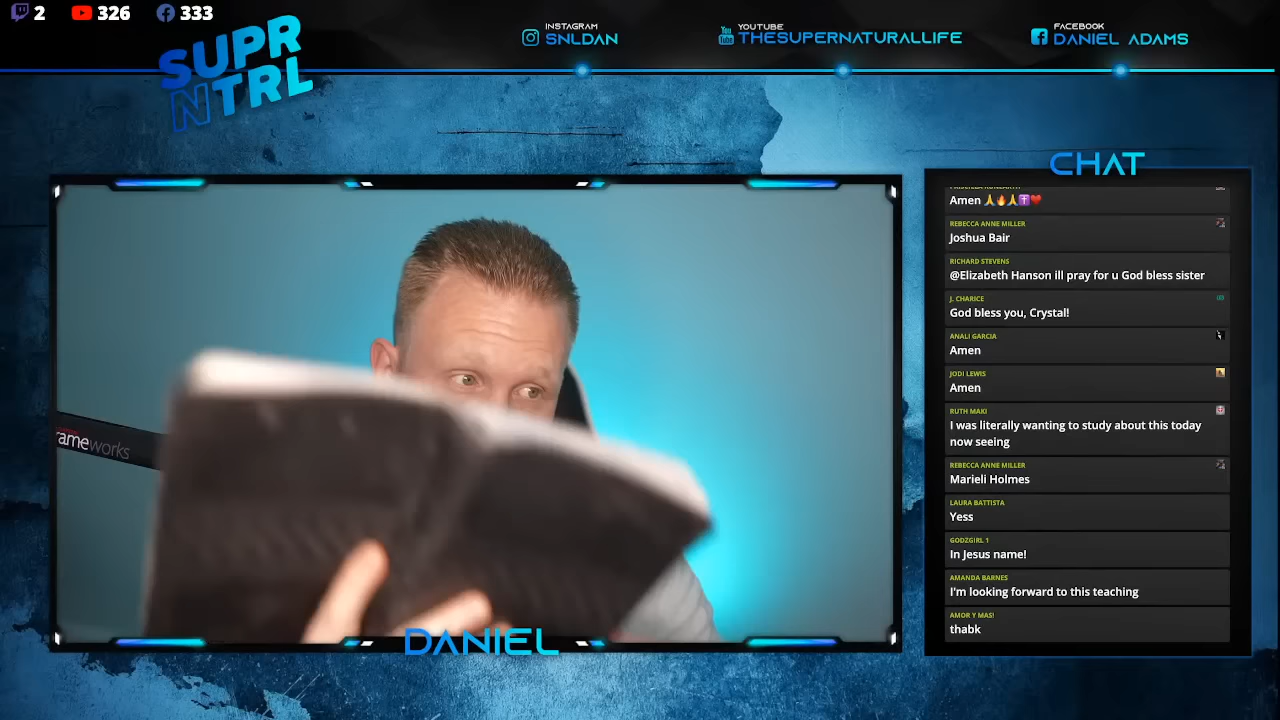 2
326
333
SUPR
NTRL
INSTAGRAM
SNLDAN
YOUTUBE
THESUPERNATURALLIFE
FACEBOOK
DANIEL ADAMS
You
Tube
CHAT
Amen 🙏🔥🙏✝️❤️
REBECCA ANNE MILLER
Joshua Bair
RICHARD STEVENS
@Elizabeth Hanson ill pray for u God bless sister
J. CHARICE
God bless you, Crystal!
ANALI GARCIA
Amen
JODI LEWIS
Amen
RUTH MAKI
I was literally wanting to study about this today
now seeing
REBECCA ANNE MILLER
Marieli Holmes
LAURA BATTISTA
Yess
GODZGIRL 1
In Jesus name!
AMANDA BARNES
I'm looking forward to this teaching
AMOR Y MAS!
thabk
rameworks
DANIEL